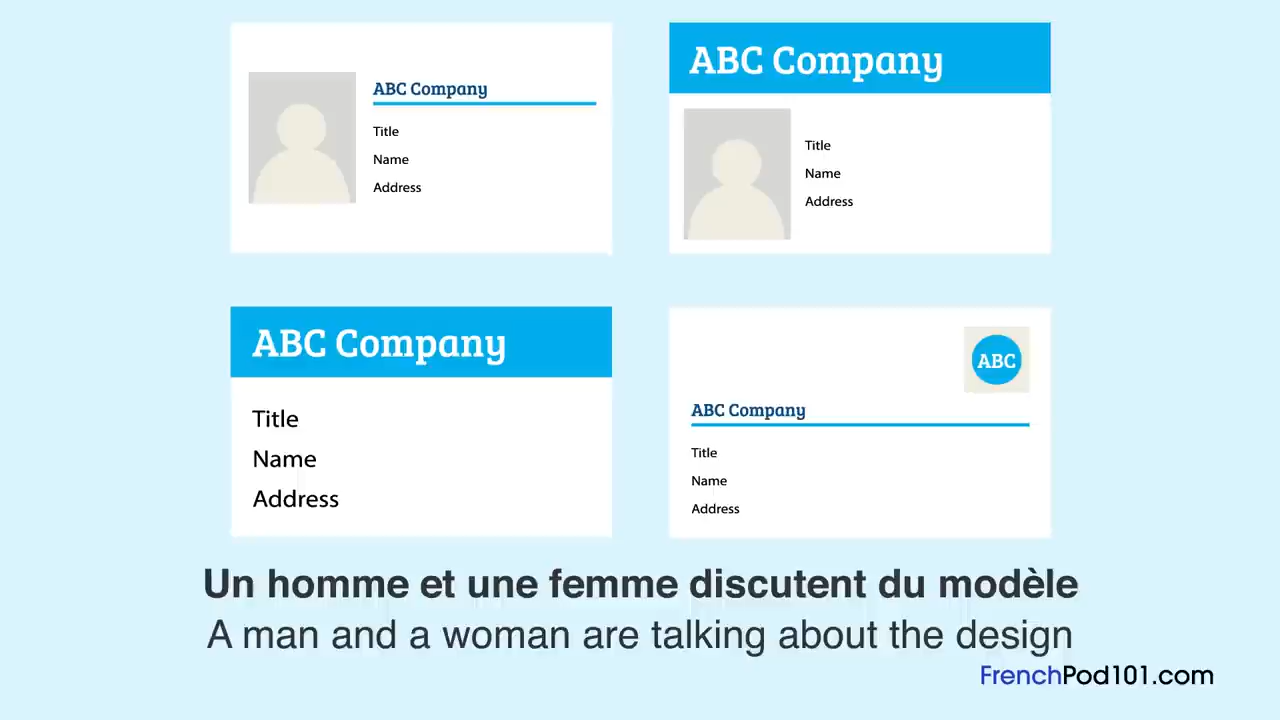 ABC Company
Title
Name
Address
ABC Company
Title
Name
Address
ABC Company
Title
Name
Address
ABC
ABC Company
Title
Name
Address
Un homme et une femme discutent du modèle
A man and a woman are talking about the design
FrenchPod101.com